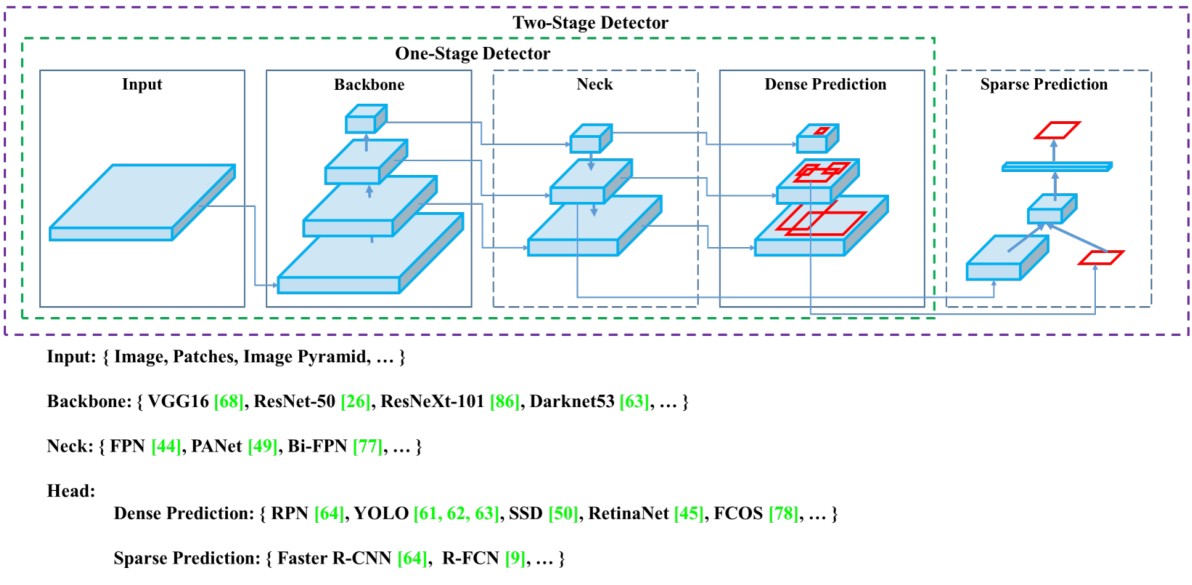 Two-Stage Detector
One-Stage Detector
Input
Backbone
Neck
Dense Prediction
Sparse Prediction
Input: { Image, Patches, Image Pyramid, … }
Backbone: { VGG16 [68], ResNet-50 [26], ResNeXt-101 [86], Darknet53 [63], … }
Neck: { FPN [44], PANet [49], Bi-FPN [77], … }
Head:
Dense Prediction: { RPN [64], YOLO [61, 62, 63], SSD [50], RetinaNet [45], FCOS [78], … }
Sparse Prediction: { Faster R-CNN [64], R-FCN [9], … }